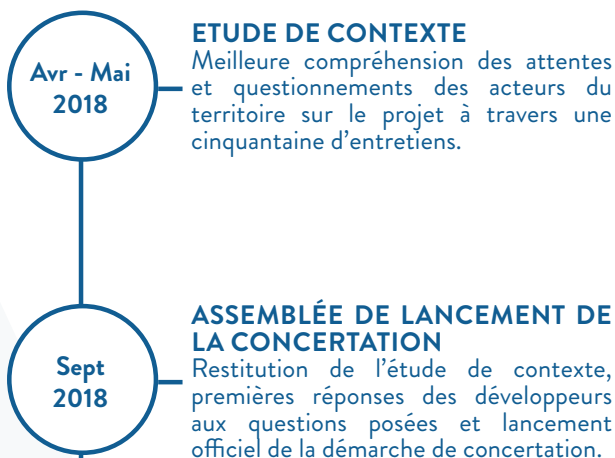 Avr - Mai
2018
ETUDE DE CONTEXTE
Meilleure compréhension des attentes
et questionnements des acteurs du
territoire sur le projet à travers une
cinquantaine d'entretiens.
Sept
2018
ASSEMBLÉE DE LANCEMENT DE
LA CONCERTATION
Restitution de l'étude de contexte,
premières réponses des développeurs
aux questions posées et lancement
officiel de la démarche de concertation.